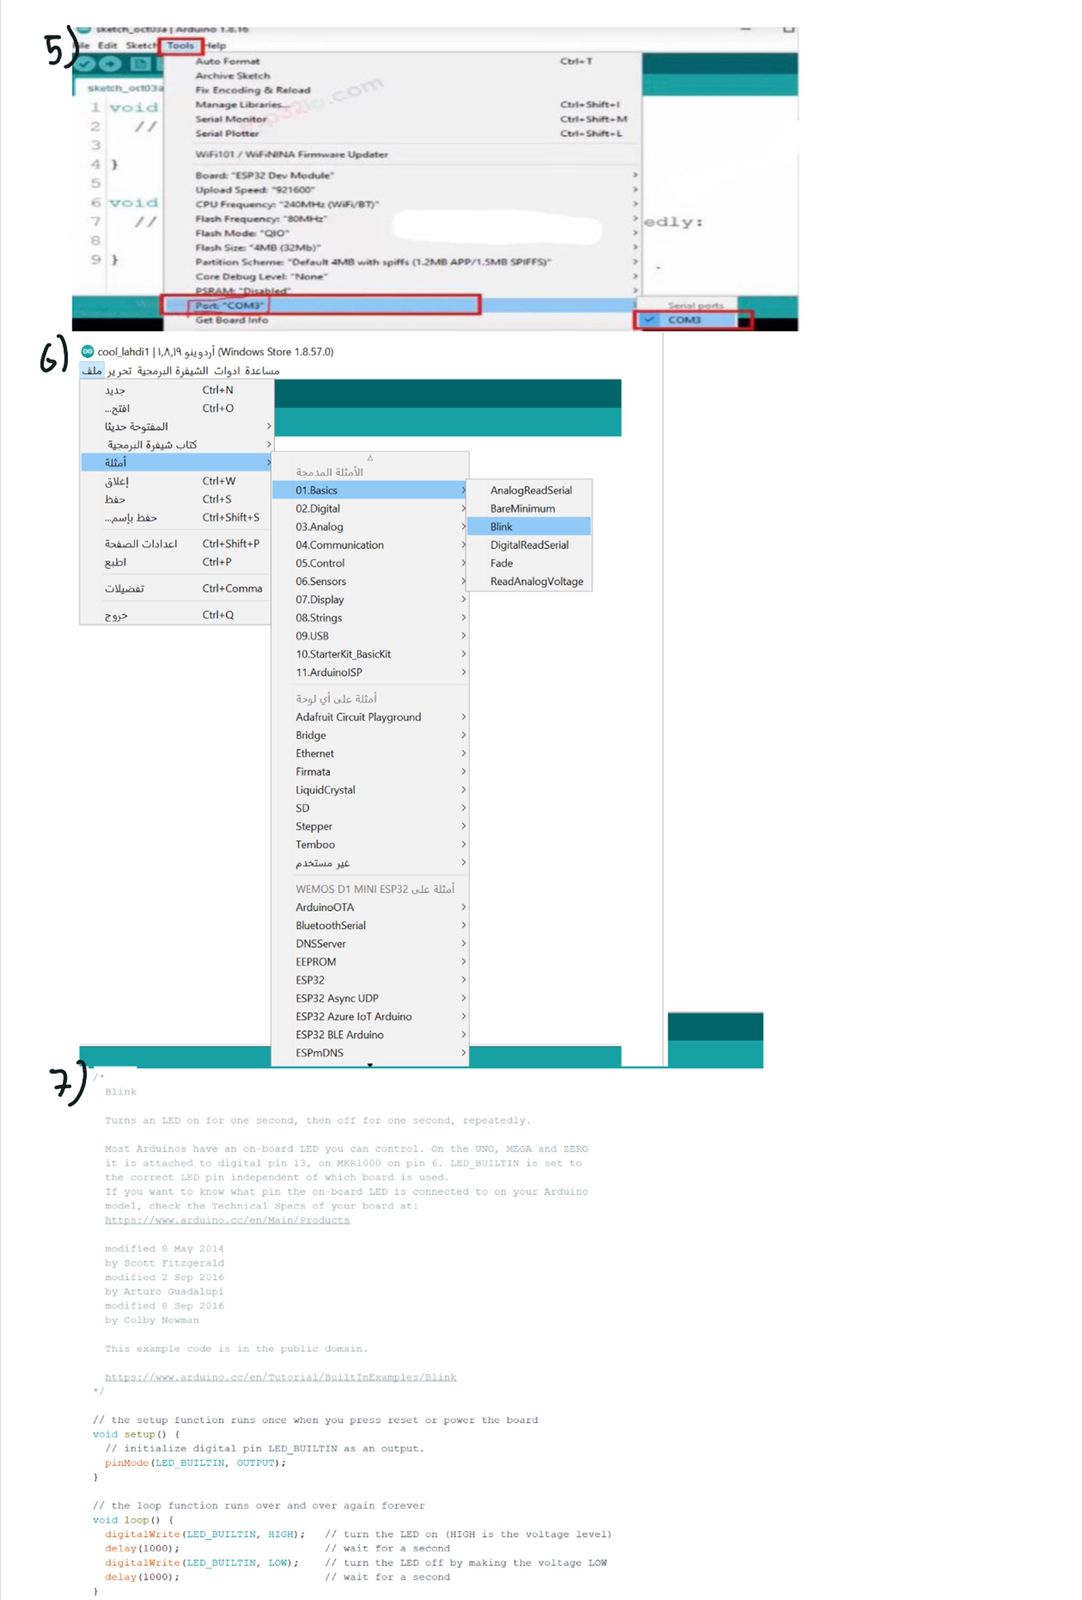 5)
sketch_oct03a | Arduino 1.8.16
File Edit Sketch Tools Help
Auto Format Ctrl+T
Archive Sketch
Fix Encoding & Reload
Manage Libraries... Ctrl+Shift+I
Serial Monitor Ctrl+Shift+M
Serial Plotter Ctrl+Shift+L
WiFi101 / WiFiNINA Firmware Updater
Board: "ESP32 Dev Module"
Upload Speed: "921600"
CPU Frequency: "240MHz (WiFi/BT)"
Flash Frequency: "80MHz"
Flash Mode: "QIO"
Flash Size: "4MB (32Mb)"
Partition Scheme: "Default 4MB with spiffs (1.2MB APP/1.5MB SPIFFS)"
Core Debug Level: "None"
PSRAM: "Disabled"
Port: "COM3"
Get Board Info
Serial ports
COM3
sketch_oct03a
1 void
2 //
3
4 }
5
6 void
7 // edly:
8
9 }
esp32io.com
6)
cool_lahdi1 | أردوينو ١,٨,١٩ (Windows Store 1.8.57.0)
ملف تحرير الشيفرة البرمجية ادوات مساعدة
جديد Ctrl+N
افتح... Ctrl+O
المفتوحة حديثا
كتاب شيفرة البرمجية
أمثلة
إغلاق Ctrl+W
حفظ Ctrl+S
حفظ بإسم... Ctrl+Shift+S
اعدادات الصفحة Ctrl+Shift+P
اطبع Ctrl+P
تفضيلات Ctrl+Comma
خروج Ctrl+Q
الأمثلة المدمجة
01.Basics
02.Digital
03.Analog
04.Communication
05.Control
06.Sensors
07.Display
08.Strings
09.USB
10.StarterKit_BasicKit
11.ArduinoISP
أمثلة على أي لوحة
Adafruit Circuit Playground
Bridge
Ethernet
Firmata
LiquidCrystal
SD
Stepper
Temboo
غير مستخدم
أمثلة على WEMOS D1 MINI ESP32
ArduinoOTA
BluetoothSerial
DNSServer
EEPROM
ESP32
ESP32 Async UDP
ESP32 Azure IoT Arduino
ESP32 BLE Arduino
ESPmDNS
AnalogReadSerial
BareMinimum
Blink
DigitalReadSerial
Fade
ReadAnalogVoltage
7)
/*
Blink
Turns an LED on for one second, then off for one second, repeatedly.
Most Arduinos have an on-board LED you can control. On the UNO, MEGA and ZERO
it is attached to digital pin 13, on MKR1000 on pin 6. LED_BUILTIN is set to
the correct LED pin independent of which board is used.
If you want to know what pin the on-board LED is connected to on your Arduino
model, check the Technical Specs of your board at:
https://www.arduino.cc/en/Main/Products
modified 8 May 2014
by Scott Fitzgerald
modified 2 Sep 2016
by Arturo Guadalupi
modified 8 Sep 2016
by Colby Newman
This example code is in the public domain.
https://www.arduino.cc/en/Tutorial/BuiltInExamples/Blink
*/
// the setup function runs once when you press reset or power the board
void setup() {
// initialize digital pin LED_BUILTIN as an output.
pinMode(LED_BUILTIN, OUTPUT);
}
// the loop function runs over and over again forever
void loop() {
digitalWrite(LED_BUILTIN, HIGH); // turn the LED on (HIGH is the voltage level)
delay(1000); // wait for a second
digitalWrite(LED_BUILTIN, LOW); // turn the LED off by making the voltage LOW
delay(1000); // wait for a second
}